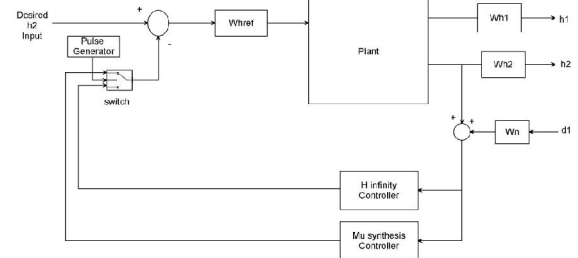 Desired
h2
Input
+
-
Pulse
Generator
switch
Whref
Plant
Wh1
h1
Wh2
h2
+
+
Wn
d1
H infinity
Controller
Mu synthesis
Controller